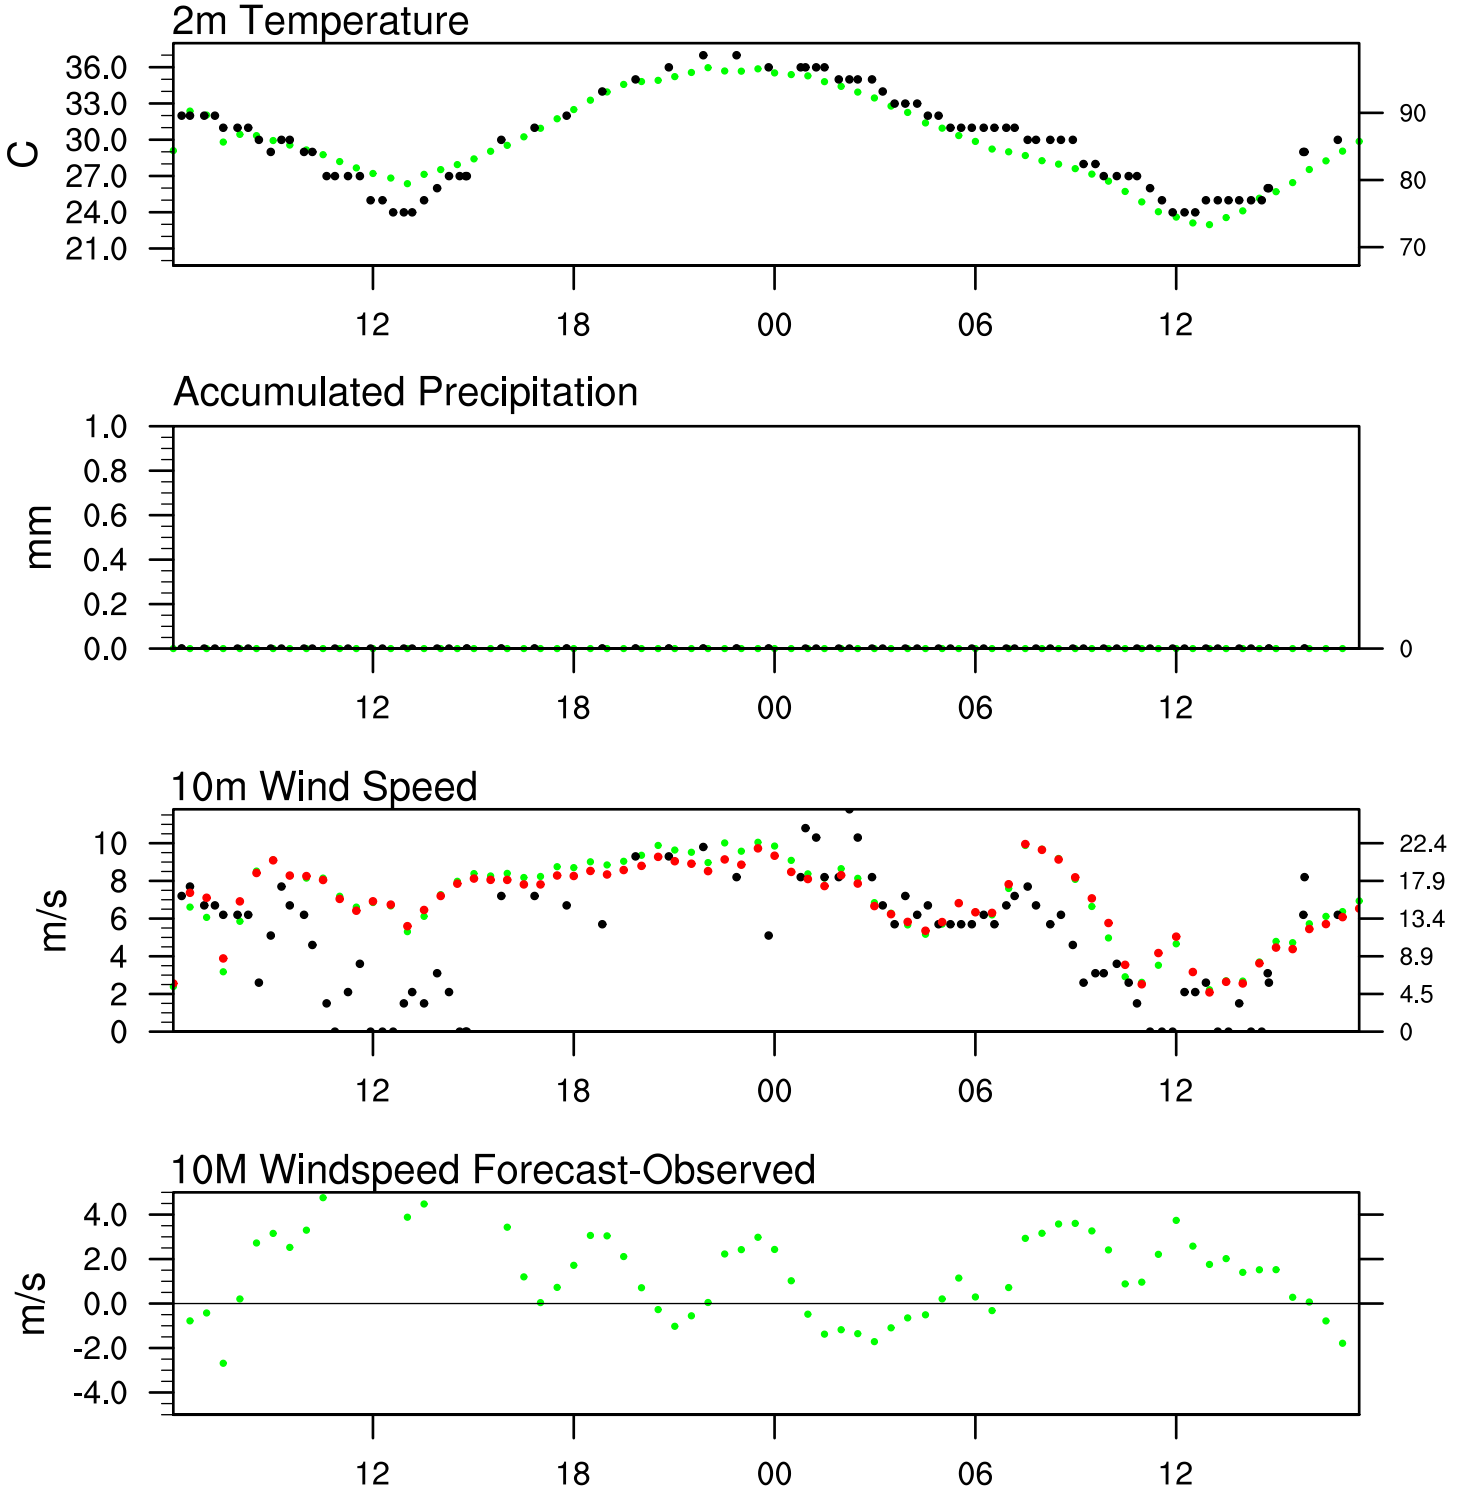 2m Temperature
36.0
33.0
30.0
27.0
24.0
21.0
C
90
80
70
12 18 00 06 12
Accumulated Precipitation
1.0
0.8
0.6
0.4
0.2
0.0
mm
0
12 18 00 06 12
10m Wind Speed
10
8
6
4
2
0
m/s
22.4
17.9
13.4
8.9
4.5
0
12 18 00 06 12
10M Windspeed Forecast-Observed
4.0
2.0
0.0
-2.0
-4.0
m/s
12 18 00 06 12